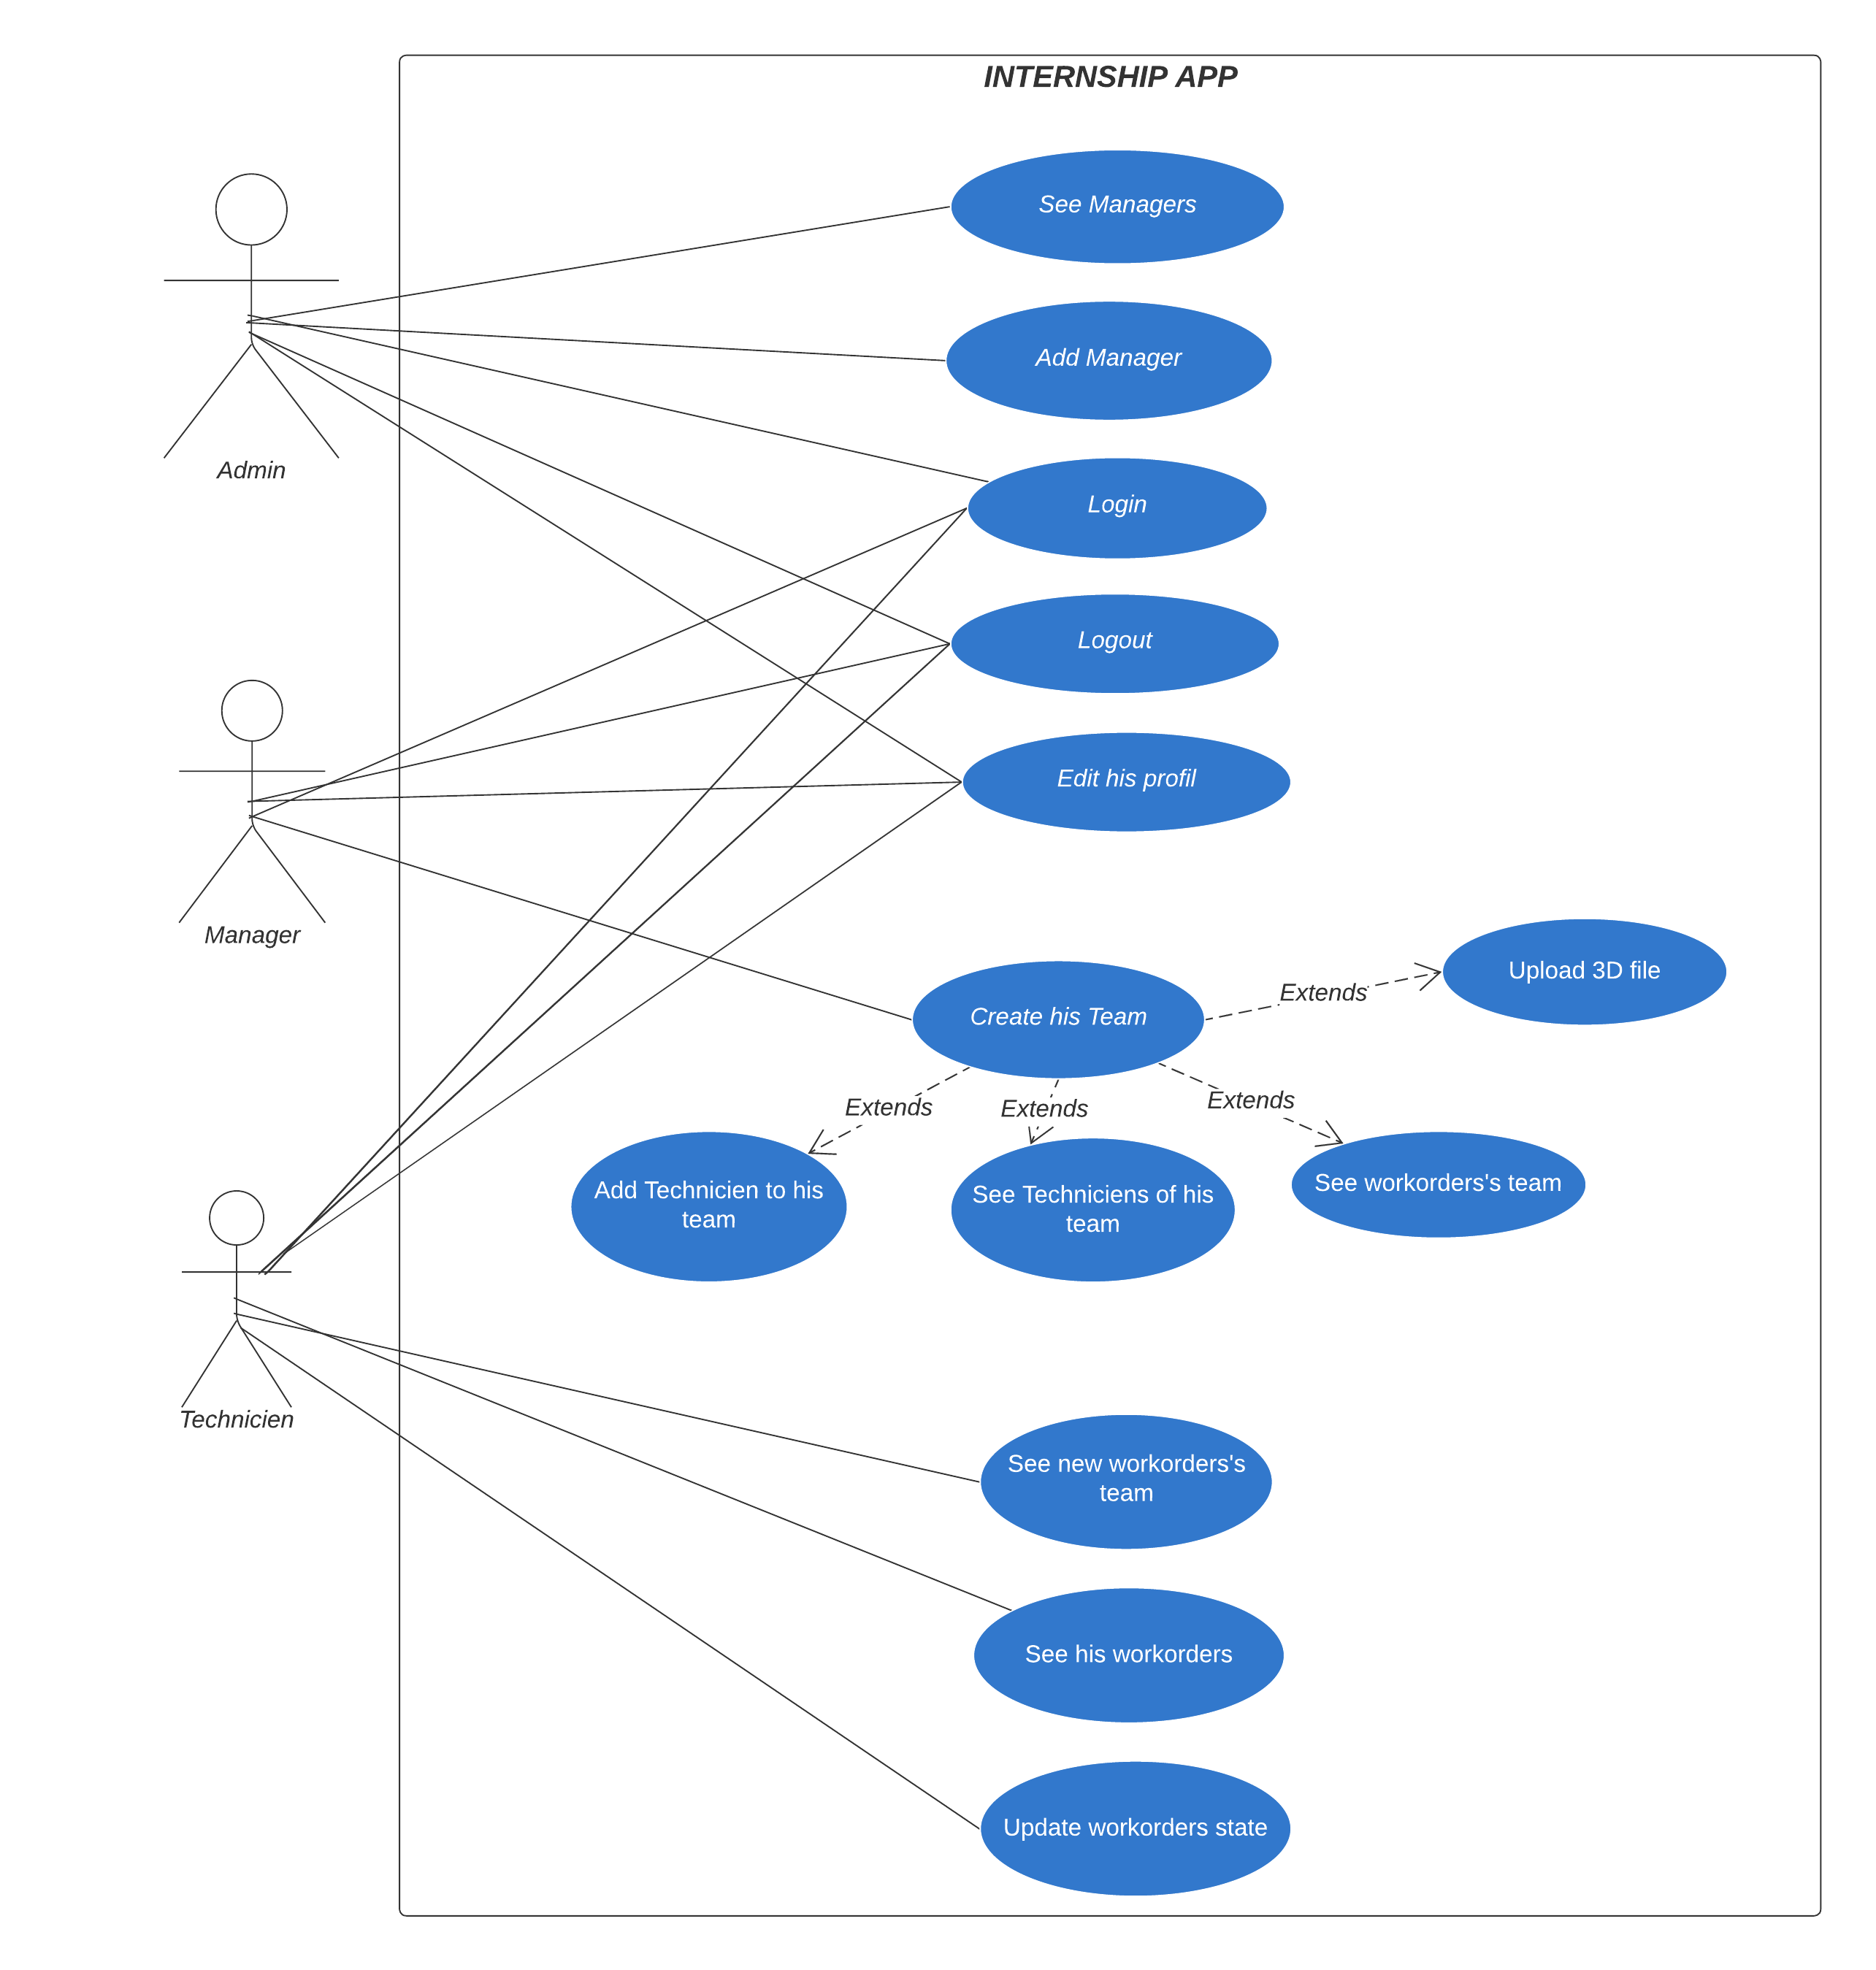 INTERNSHIP APP
See Managers
Add Manager
Login
Admin
Logout
Edit his profil
Manager
Upload 3D file
Extends
Create his Team
Extends
Extends
Extends
Add Technicien to his
team
See Techniciens of his
team
See workorders's team
Technicien
See new workorders's
team
See his workorders
Update workorders state